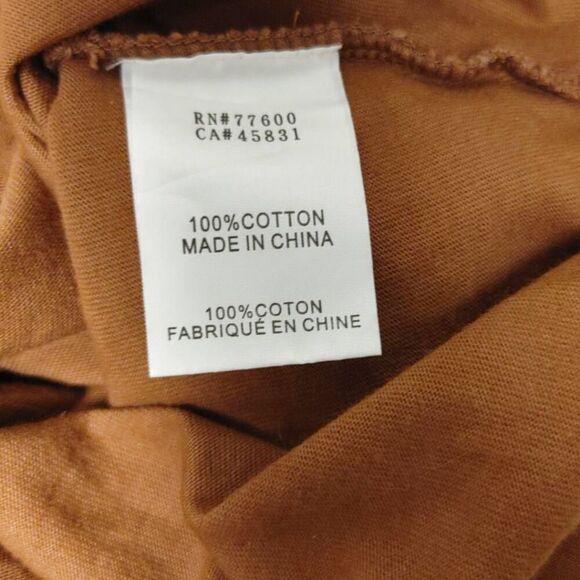 RN#77600
CA#45831
100%COTTON
MADE IN CHINA
100%COTON
FABRIQUÉ EN CHINE